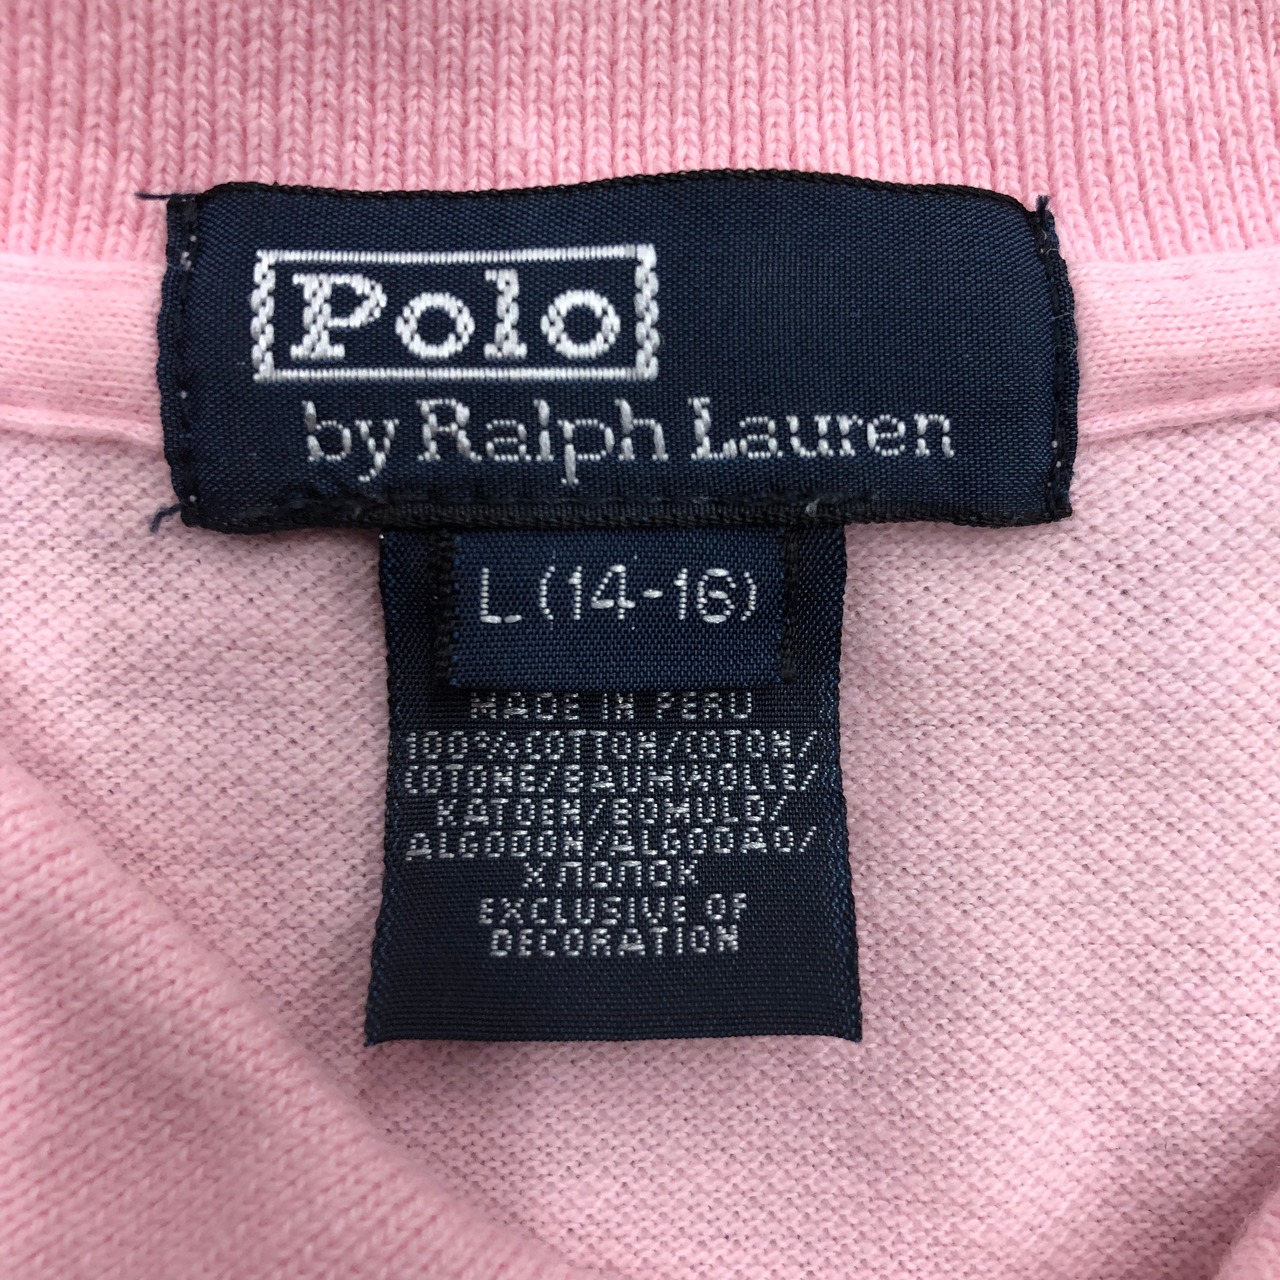 Polo
by Ralph Lauren
L (14-16)
MADE IN PERU
100%COTTON/COTON/
COTONE/BAUMWOLLE/
KATOEN/BOMULD/
ALGODON/ALGODAO/
ХЛОПОК
EXCLUSIVE OF
DECORATION